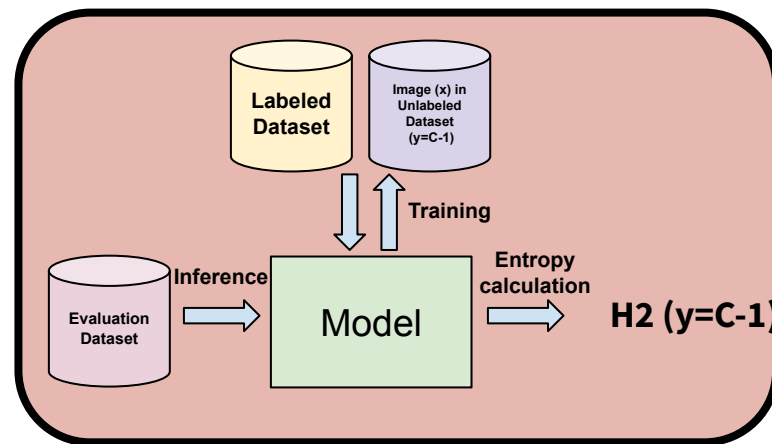 Labeled
Dataset
Image (x) in
Unlabeled
Dataset
(y=C-1)
Training
Inference
Entropy
calculation
Evaluation
Dataset
Model
H2 (y=C-1)